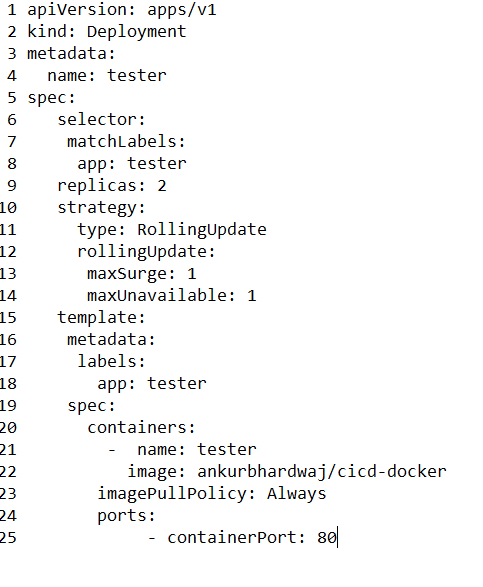 1 apiVersion: apps/v1
2 kind: Deployment
3 metadata:
4   name: tester
5 spec:
6    selector:
7     matchLabels:
8      app: tester
9    replicas: 2
10    strategy:
11      type: RollingUpdate
12      rollingUpdate:
13       maxSurge: 1
14       maxUnavailable: 1
15    template:
16     metadata:
17      labels:
18        app: tester
19     spec:
20       containers:
21         -  name: tester
22           image: ankurbhardwaj/cicd-docker
23        imagePullPolicy: Always
24        ports:
25             - containerPort: 80